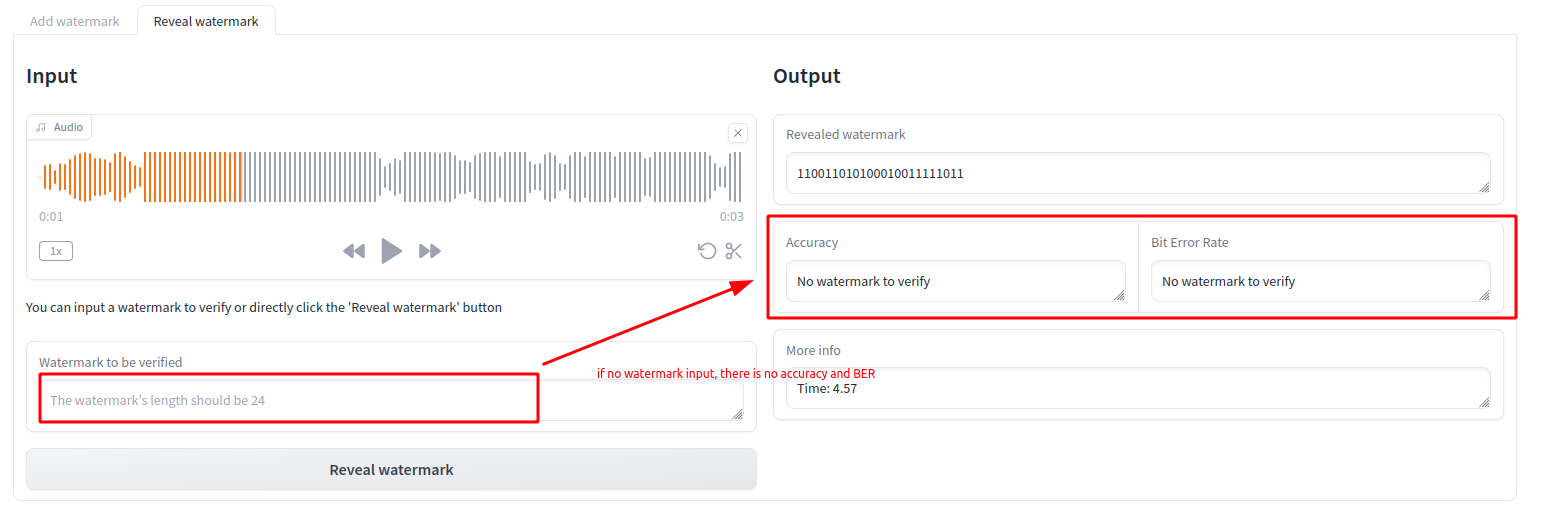 Add watermark
Reveal watermark
Input
Audio
0:01
0:03
1x
You can input a watermark to verify or directly click the 'Reveal watermark' button
Watermark to be verified
The watermark's length should be 24
Reveal watermark
if no watermark input, there is no accuracy and BER
Output
Revealed watermark
110011010100010011111011
Accuracy
No watermark to verify
Bit Error Rate
No watermark to verify
More info
Time: 4.57